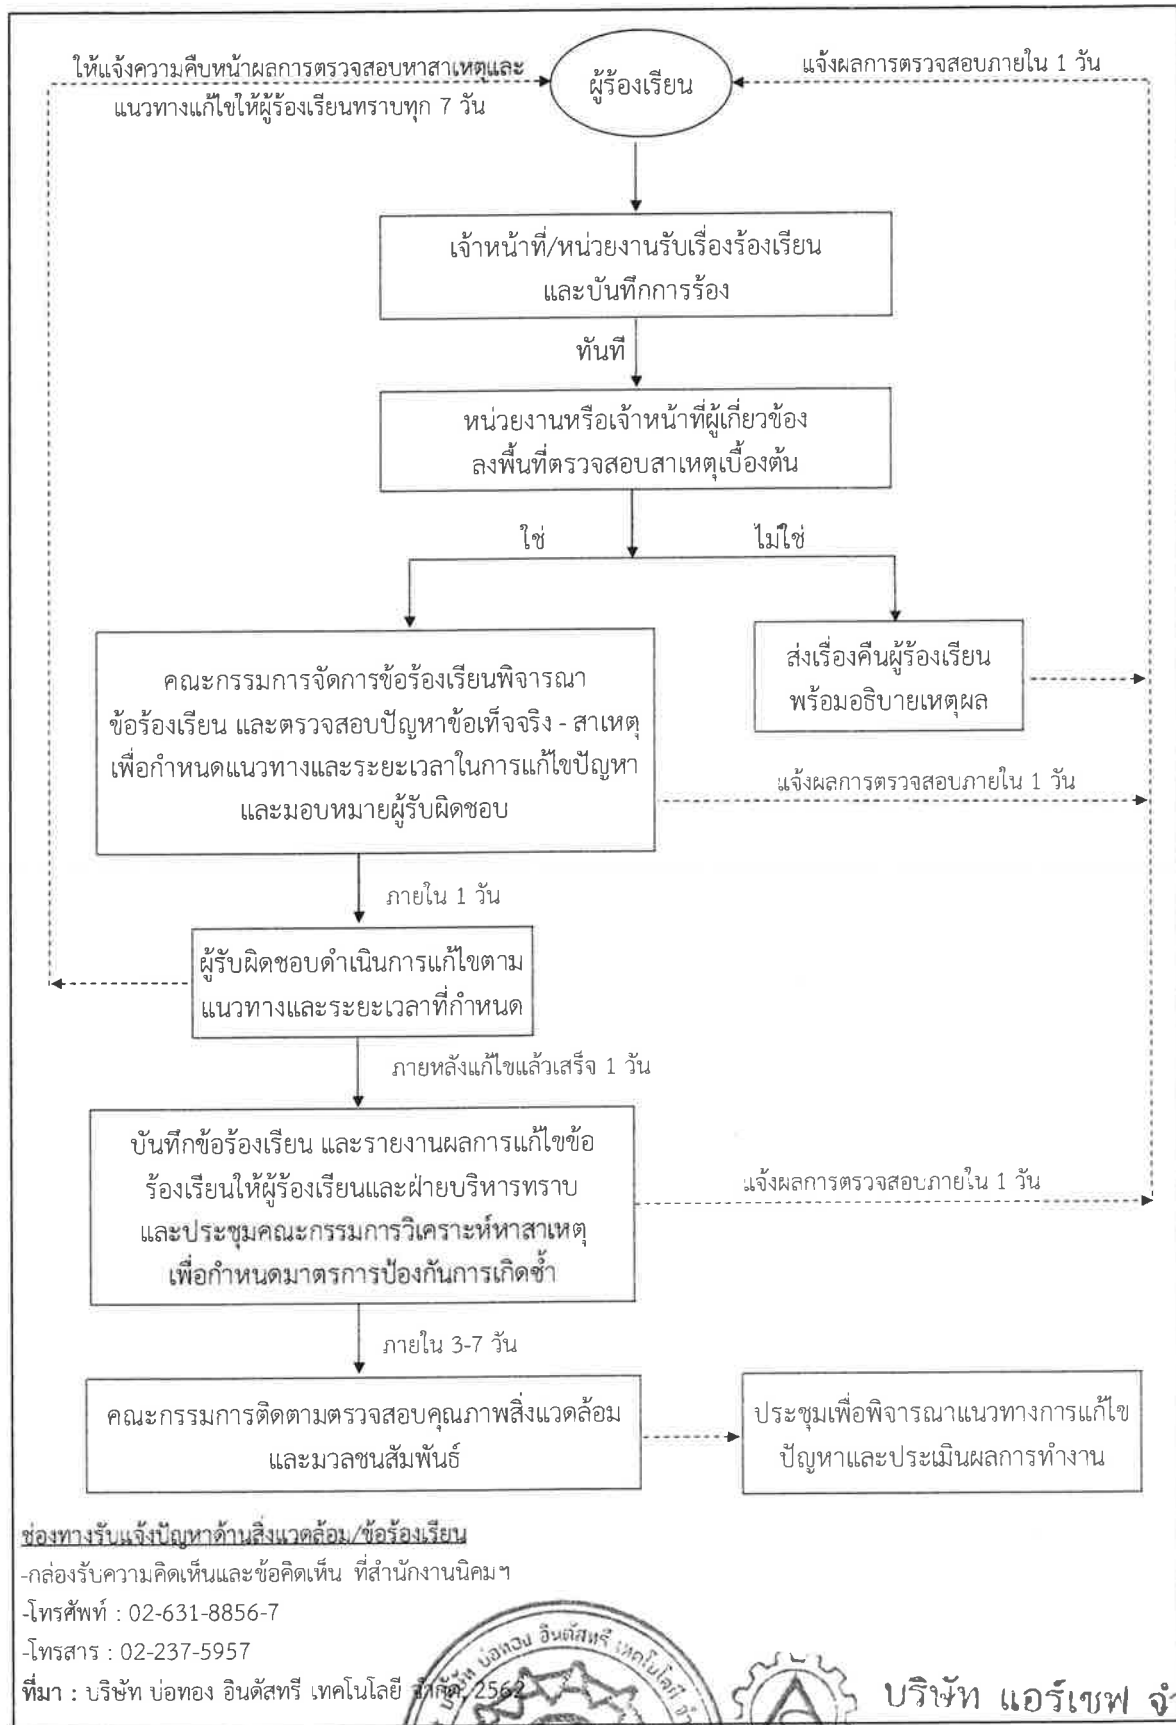 ให้แจ้งความคืบหน้าผลการตรวจสอบหาสาเหตุและ
แนวทางแก้ไขให้ผู้ร้องเรียนทราบทุก 7 วัน
ผู้ร้องเรียน
แจ้งผลการตรวจสอบภายใน 1 วัน
เจ้าหน้าที่/หน่วยงานรับเรื่องร้องเรียน
และบันทึกการร้อง
ทันที
หน่วยงานหรือเจ้าหน้าที่ผู้เกี่ยวข้อง
ลงพื้นที่ตรวจสอบสาเหตุเบื้องต้น
ใช่
ไม่ใช่
คณะกรรมการจัดการข้อร้องเรียนพิจารณา
ข้อร้องเรียน และตรวจสอบปัญหาข้อเท็จจริง - สาเหตุ
เพื่อกำหนดแนวทางและระยะเวลาในการแก้ไขปัญหา
และมอบหมายผู้รับผิดชอบ
ส่งเรื่องคืนผู้ร้องเรียน
พร้อมอธิบายเหตุผล
แจ้งผลการตรวจสอบภายใน 1 วัน
ภายใน 1 วัน
ผู้รับผิดชอบดำเนินการแก้ไขตาม
แนวทางและระยะเวลาที่กำหนด
ภายหลังแก้ไขแล้วเสร็จ 1 วัน
บันทึกข้อร้องเรียน และรายงานผลการแก้ไขข้อ
ร้องเรียนให้ผู้ร้องเรียนและฝ่ายบริหารทราบ
และประชุมคณะกรรมการวิเคราะห์หาสาเหตุ
เพื่อกำหนดมาตรการป้องกันการเกิดซ้ำ
แจ้งผลการตรวจสอบภายใน 1 วัน
ภายใน 3-7 วัน
คณะกรรมการติดตามตรวจสอบคุณภาพสิ่งแวดล้อม
และมวลชนสัมพันธ์
ประชุมเพื่อพิจารณาแนวทางการแก้ไข
ปัญหาและประเมินผลการทำงาน
ช่องทางรับแจ้งปัญหาด้านสิ่งแวดล้อม/ข้อร้องเรียน
-กล่องรับความคิดเห็นและข้อคิดเห็น ที่สำนักงานนิคมฯ
-โทรศัพท์ : 02-631-8856-7
-โทรสาร : 02-237-5957
ที่มา : บริษัท บ่อทอง อินดัสทรี เทคโนโลยี จำกัด, 2562
บริษัท บ่อทอง อินดัสทรี เทคโนโลยี
บริษัท แอร์เซฟ